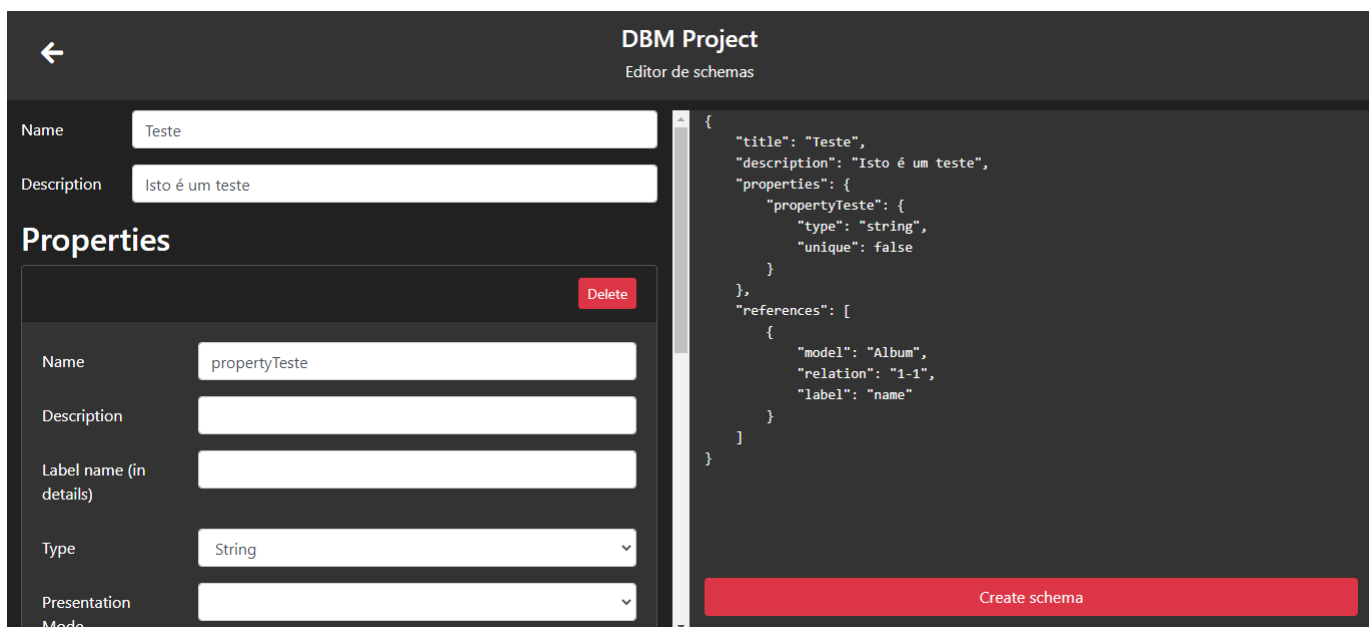 DBM Project
Editor de schemas
Name
Teste
Description
Isto é um teste
Properties
Delete
Name
propertyTeste
Description
Label name (in
details)
Type
String
Presentation
Mode
{
    "title": "Teste",
    "description": "Isto é um teste",
    "properties": {
        "propertyTeste": {
            "type": "string",
            "unique": false
        }
    },
    "references": [
        {
            "model": "Album",
            "relation": "1-1",
            "label": "name"
        }
    ]
}
Create schema